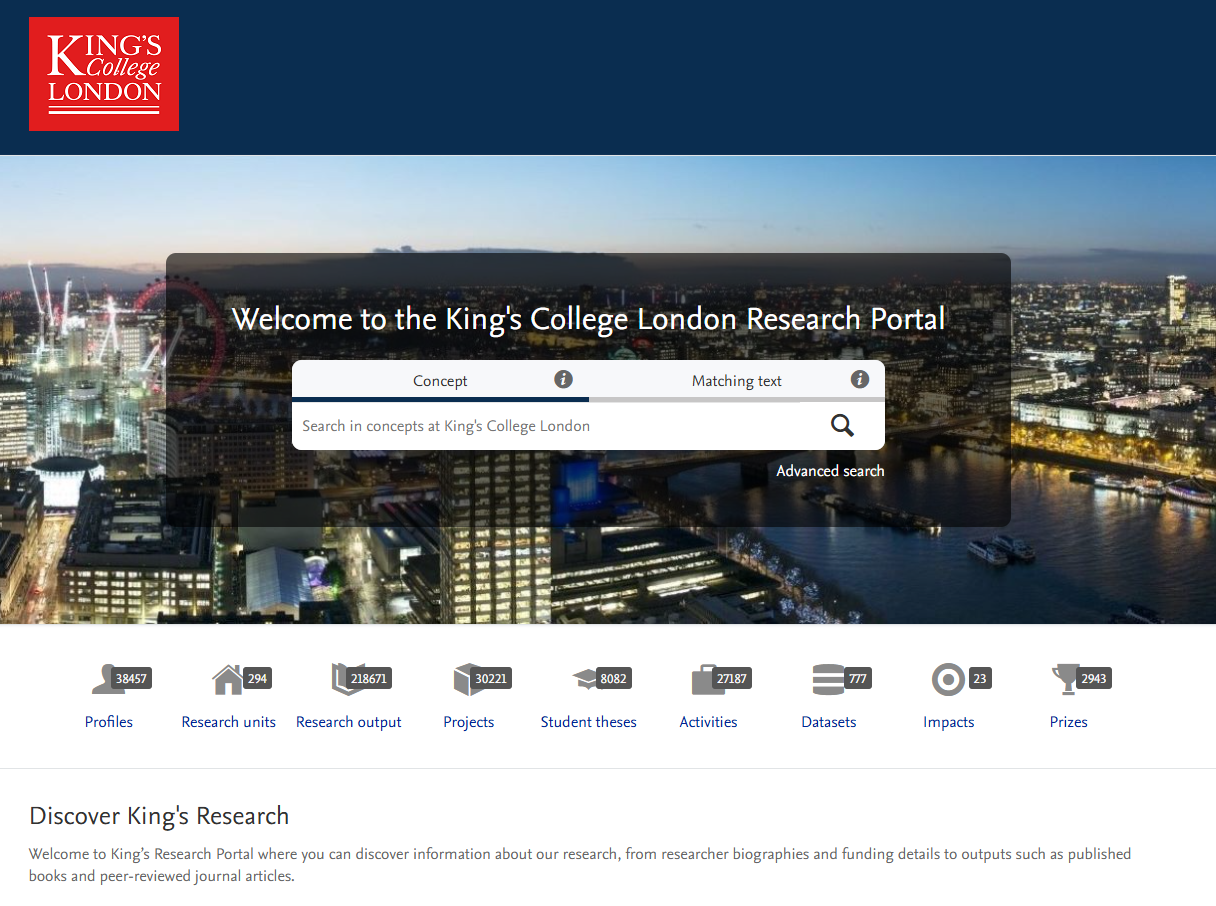 KING'S
College
LONDON
Welcome to the King's College London Research Portal
Concept
Matching text
Search in concepts at King's College London
Advanced search
38457
294
218671
30221
8082
27187
777
23
2943
Profiles
Research units
Research output
Projects
Student theses
Activities
Datasets
Impacts
Prizes
Discover King's Research
Welcome to King’s Research Portal where you can discover information about our research, from researcher biographies and funding details to outputs such as published
books and peer-reviewed journal articles.